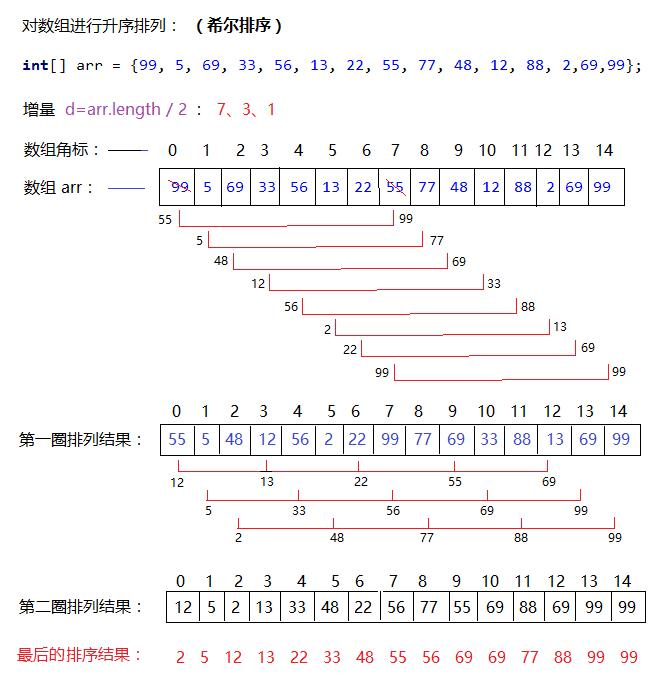 对数组进行升序排列： （希尔排序）
int[] arr = {99, 5, 69, 33, 56, 13, 22, 55, 77, 48, 12, 88, 2,69,99};
增量 d=arr.length / 2 ： 7、3、1
数组角标： 0 1 2 3 4 5 6 7 8 9 10 11 12 13 14
数组 arr： 99 5 69 33 56 13 22 55 77 48 12 88 2 69 99
55 99
5 77
48 69
12 33
56 88
2 13
22 69
99 99
0 1 2 3 4 5 6 7 8 9 10 11 12 13 14
第一圈排列结果： 55 5 48 12 56 2 22 99 77 69 33 88 13 69 99
12 13 22 55 69
5 33 56 69 99
2 48 77 88 99
0 1 2 3 4 5 6 7 8 9 10 11 12 13 14
第二圈排列结果： 12 5 2 13 33 48 22 56 77 55 69 88 69 99 99
最后的排序结果： 2 5 12 13 22 33 48 55 56 69 69 77 88 99 99